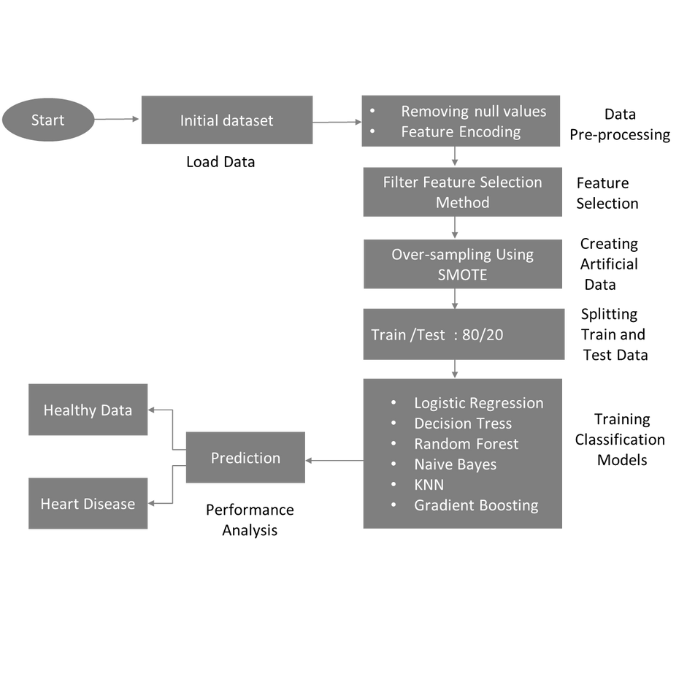 Start
Initial dataset
Load Data
• Removing null values
• Feature Encoding
Data
Pre-processing
Filter Feature Selection
Method
Feature
Selection
Over-sampling Using
SMOTE
Creating
Artificial
Data
Train /Test : 80/20
Splitting
Train and
Test Data
• Logistic Regression
• Decision Tress
• Random Forest
• Naive Bayes
• KNN
• Gradient Boosting
Training
Classification
Models
Prediction
Performance
Analysis
Healthy Data
Heart Disease